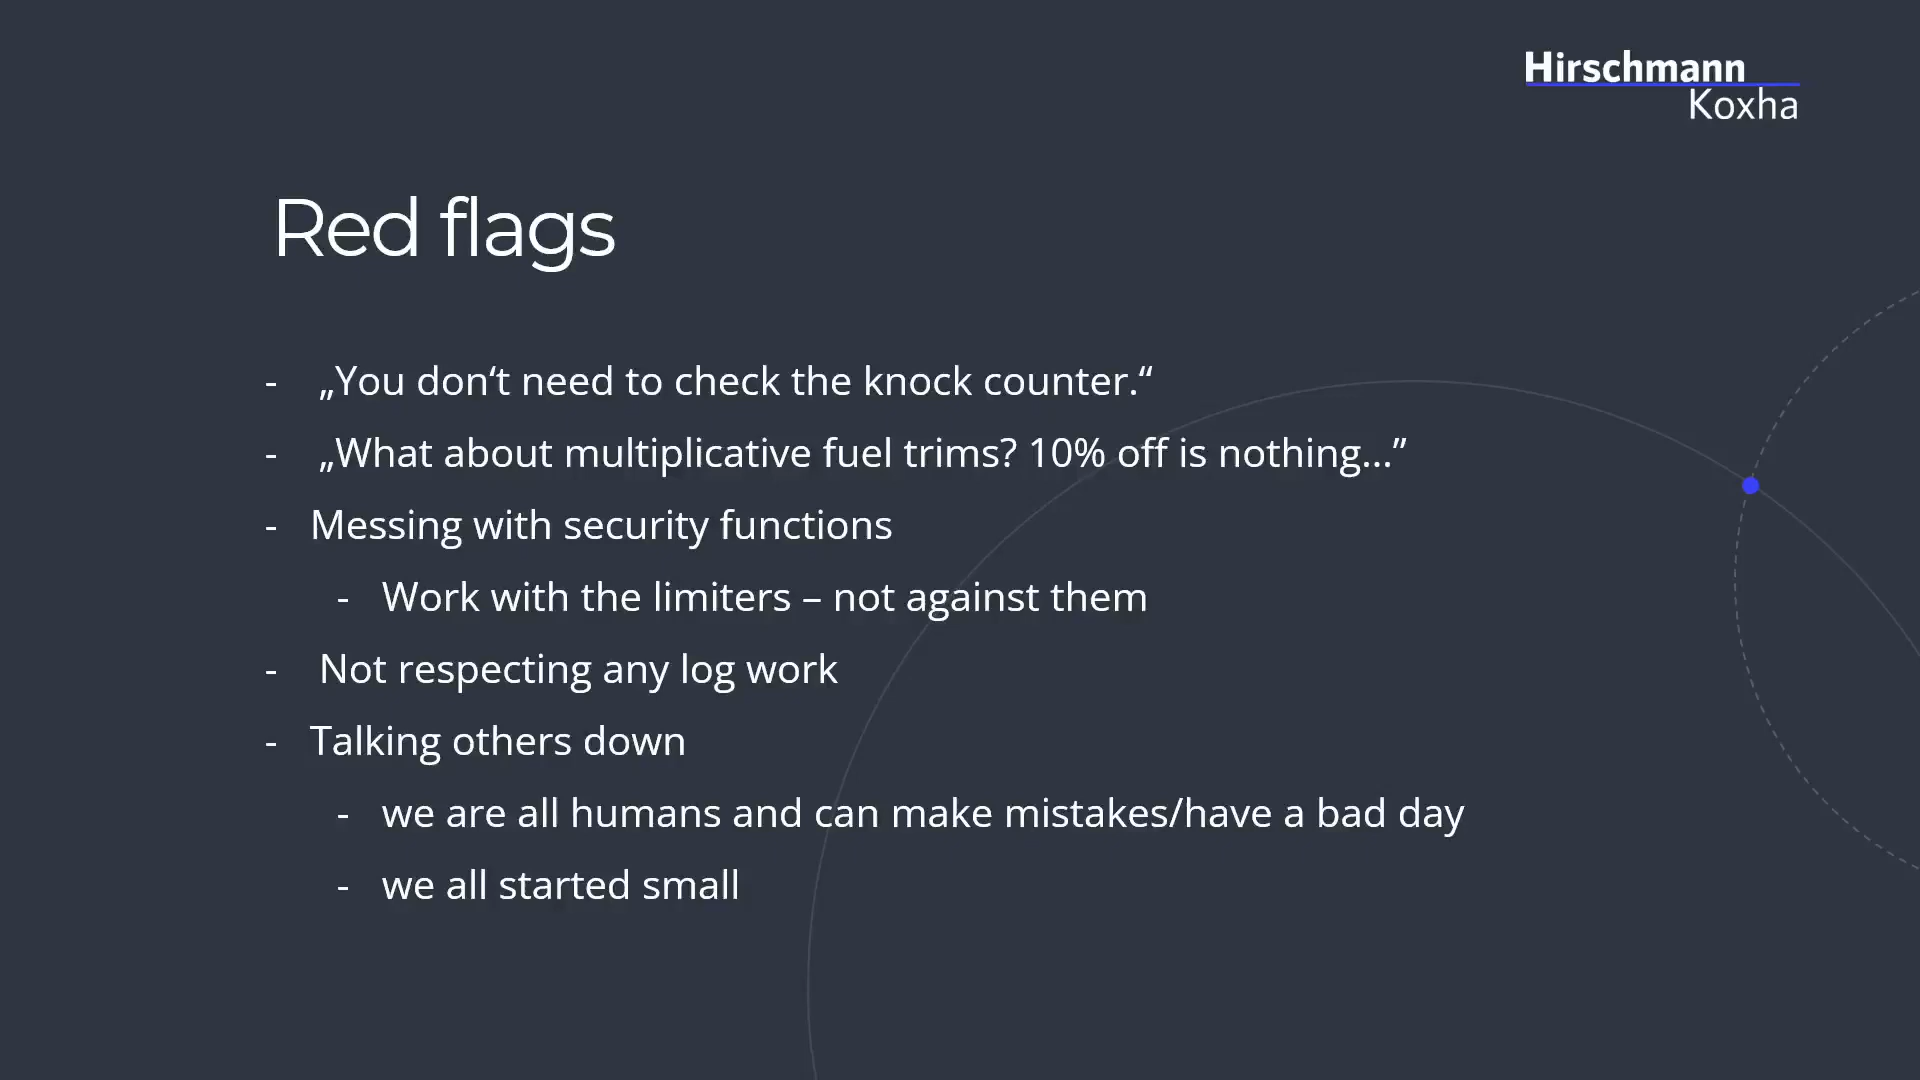 Hirschmann
Koxha
Red flags
- „You don‘t need to check the knock counter.“
- „What about multiplicative fuel trims? 10% off is nothing...”
- Messing with security functions
- Work with the limiters – not against them
- Not respecting any log work
- Talking others down
- we are all humans and can make mistakes/have a bad day
- we all started small